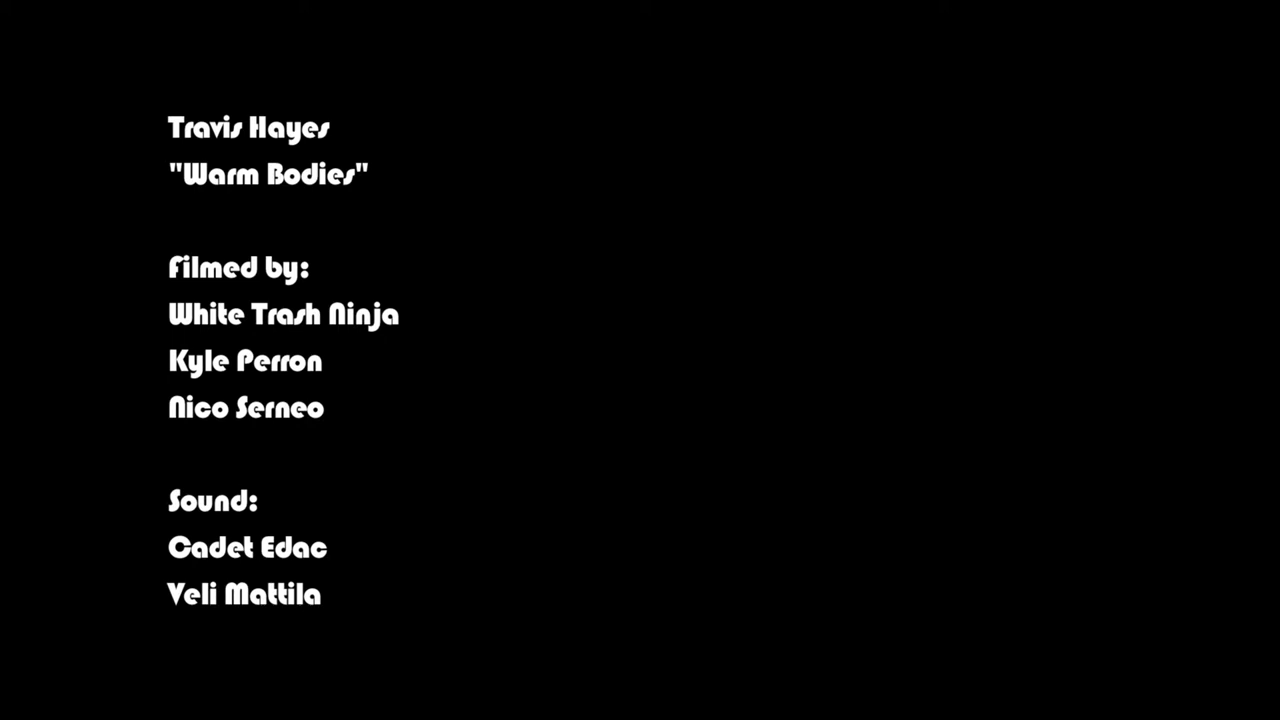 Travis Hayes
"Warm Bodies"
Filmed by:
White Trash Ninja
Kyle Perron
Nico Serneo
Sound:
Cadet Edac
Veli Mattila